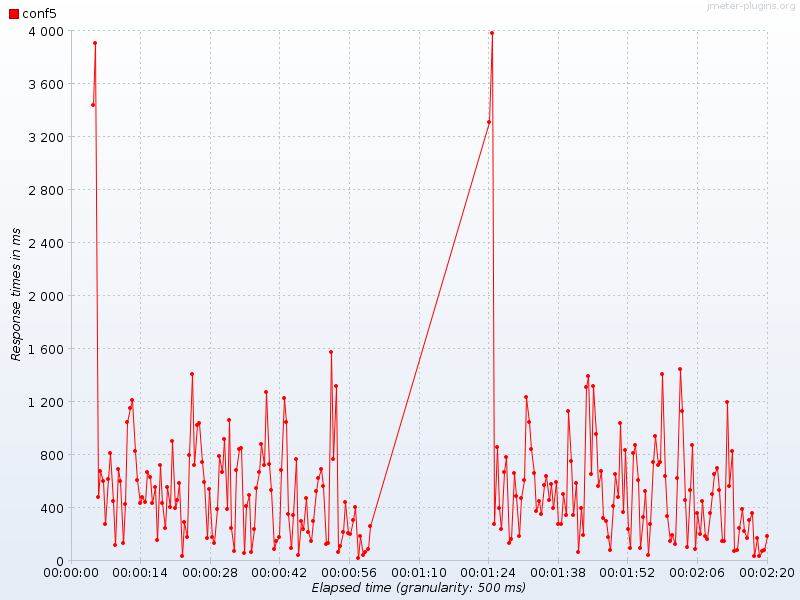 jmeter-plugins.org
conf5
4 000
3 600
3 200
2 800
2 400
2 000
1 600
1 200
800
400
0
Response times in ms
00:00:00 00:00:14 00:00:28 00:00:42 00:00:56 00:01:10 00:01:24 00:01:38 00:01:52 00:02:06 00:02:20
Elapsed time (granularity: 500 ms)